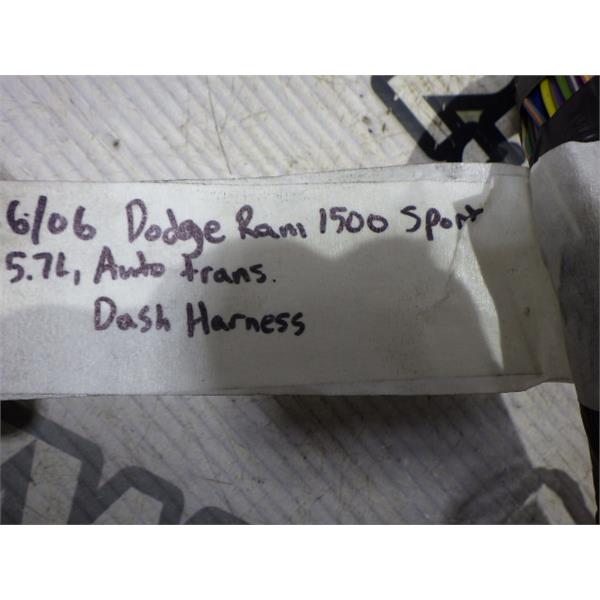 6/06 Dodge Ram 1500 Sport
5.7L, Auto trans.
Dash Harness